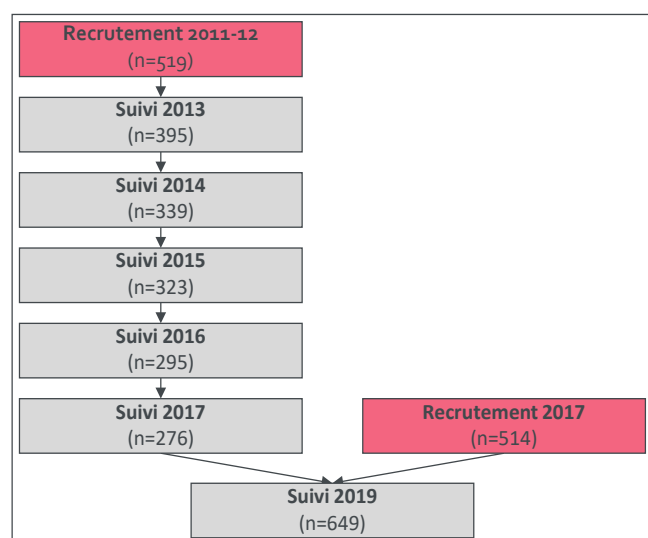 Recrutement 2011-12
(n=519)
Suivi 2013
(n=395)
Suivi 2014
(n=339)
Suivi 2015
(n=323)
Suivi 2016
(n=295)
Suivi 2017
(n=276)
Recrutement 2017
(n=514)
Suivi 2019
(n=649)